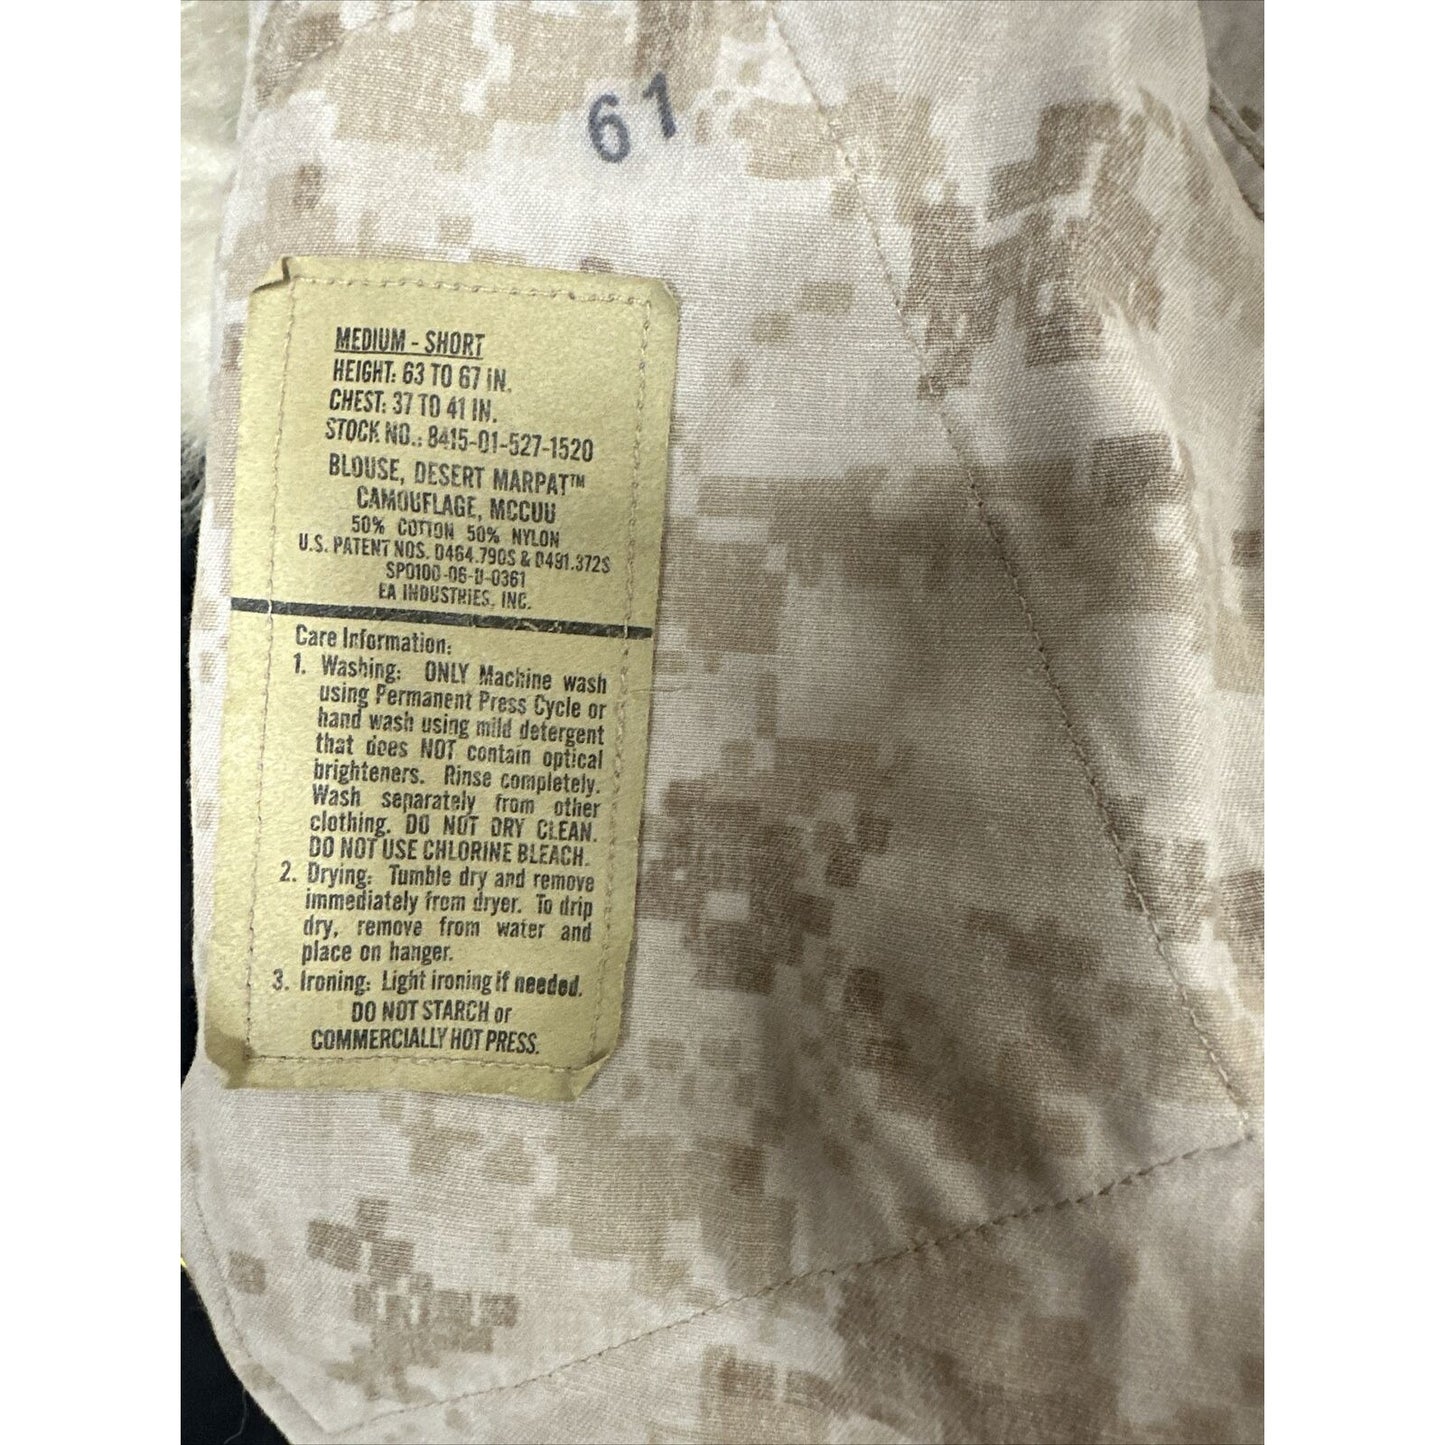 61
MEDIUM - SHORT
HEIGHT: 63 TO 67 IN.
CHEST: 37 TO 41 IN.
STOCK NO.: 8415-01-527-1520
BLOUSE, DESERT MARPAT™
CAMOUFLAGE, MCCUU
50% COTTON 50% NYLON
U.S. PATENT NOS. D464.790S & D491.372S
SPO100-06-D-0361
EA INDUSTRIES, INC.
Care Information:
1. Washing: ONLY Machine wash
using Permanent Press Cycle or
hand wash using mild detergent
that does NOT contain optical
brighteners. Rinse completely.
Wash separately from other
clothing. DO NOT DRY CLEAN.
DO NOT USE CHLORINE BLEACH.
2. Drying: Tumble dry and remove
immediately from dryer. To drip
dry, remove from water and
place on hanger.
3. Ironing: Light ironing if needed.
DO NOT STARCH or
COMMERCIALLY HOT PRESS.